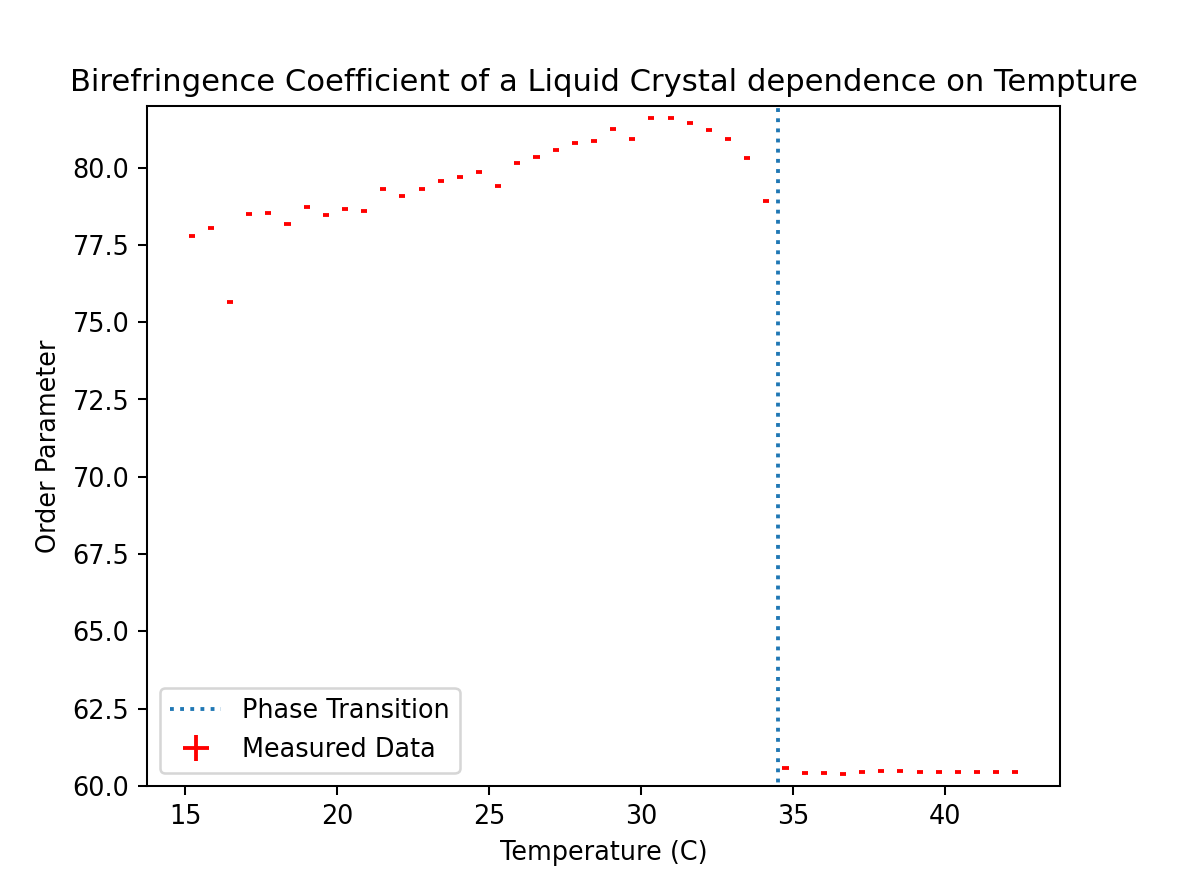 Birefringence Coefficient of a Liquid Crystal dependence on Tempture
80.0
77.5
75.0
72.5
70.0
67.5
65.0
62.5
60.0
Order Parameter
Phase Transition
Measured Data
15 20 25 30 35 40
Temperature (C)